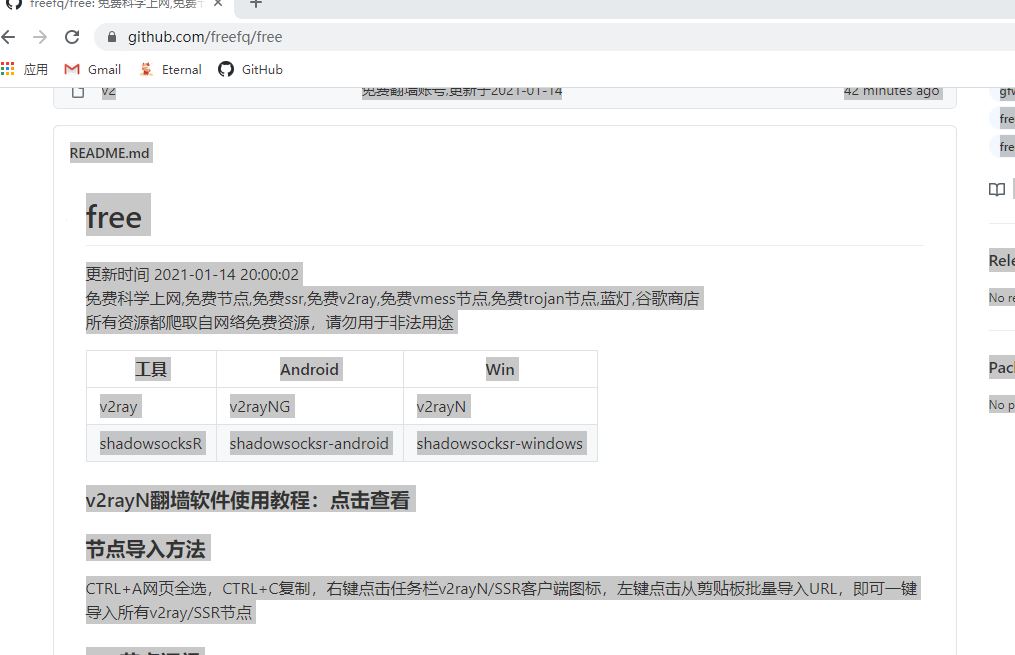 freefq/free: 免费科学上网,免费节
github.com/freefq/free
应用 Gmail Eternal GitHub
v2 免费翻墙账号,更新于2021-01-14 42 minutes ago
README.md
free
更新时间 2021-01-14 20:00:02
免费科学上网,免费节点,免费ssr,免费v2ray,免费vmess节点,免费trojan节点,蓝灯,谷歌商店
所有资源都爬取自网络免费资源，请勿用于非法用途
工具 Android Win
v2ray v2rayNG v2rayN
shadowsocksR shadowsocksr-android shadowsocksr-windows
v2rayN翻墙软件使用教程：点击查看
节点导入方法
CTRL+A网页全选，CTRL+C复制，右键点击任务栏v2rayN/SSR客户端图标，左键点击从剪贴板批量导入URL，即可一键
导入所有v2ray/SSR节点
gfw
fre
fre
Rele
No re
Pac
No p